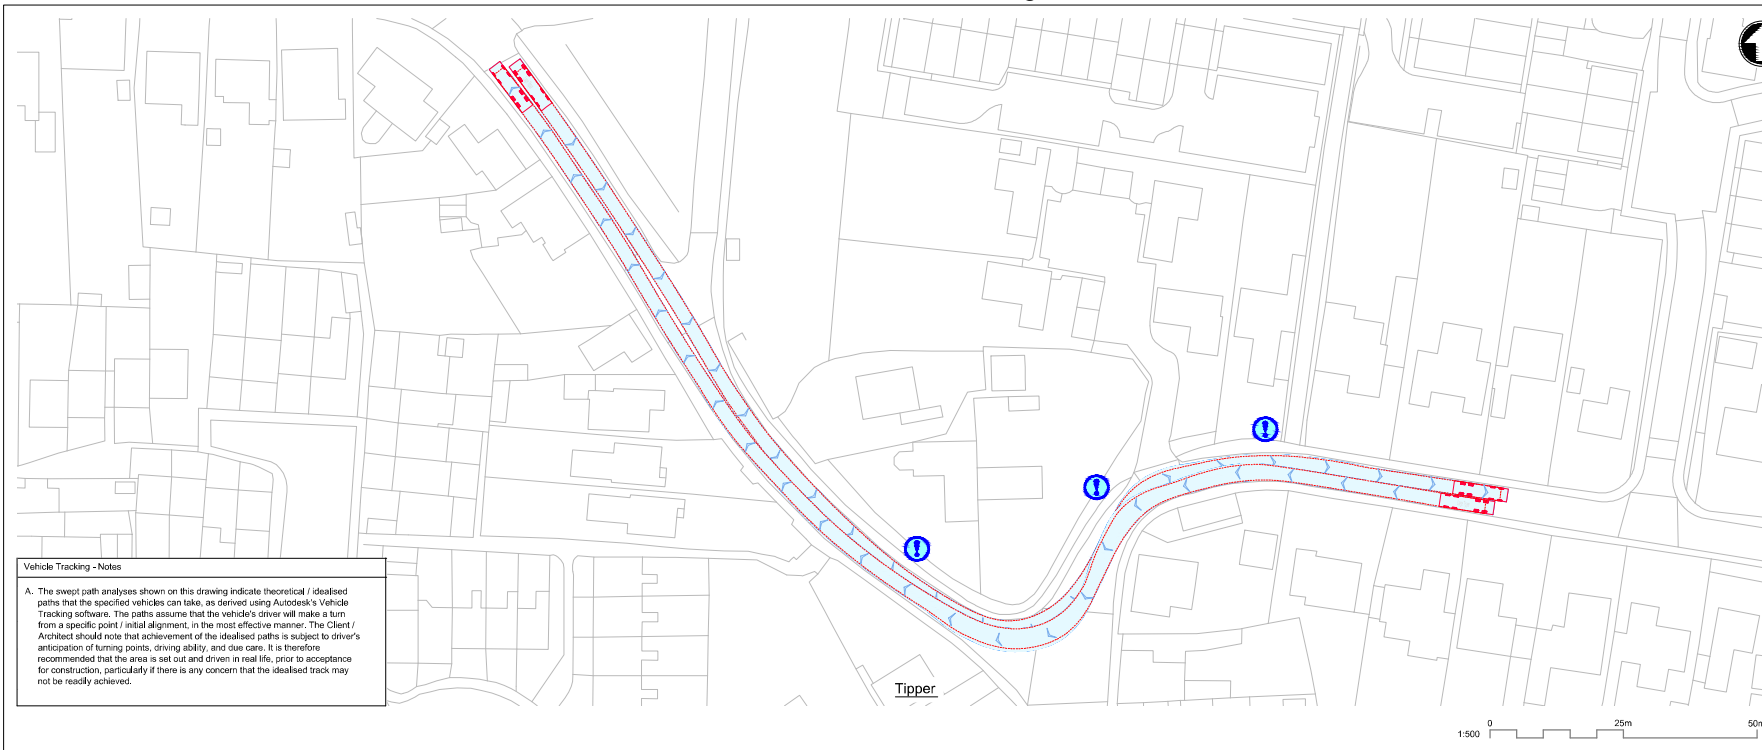 Vehicle Tracking - Notes
A. The swept path analyses shown on this drawing indicate theoretical / idealised
paths that the specified vehicles can take, as derived using Autodesk's Vehicle
Tracking software. The paths assume that the vehicle's driver will make a turn
from a specific point / initial alignment, in the most effective manner. The Client /
Architect should note that achievement of the idealised paths is subject to driver's
anticipation of turning points, driving ability, and due care. It is therefore
recommended that the area is set out and driven in real life, prior to acceptance
for construction, particularly if there is any concern that the idealised track may
not be readily achieved.
Tipper
0 25m 50m
1:500